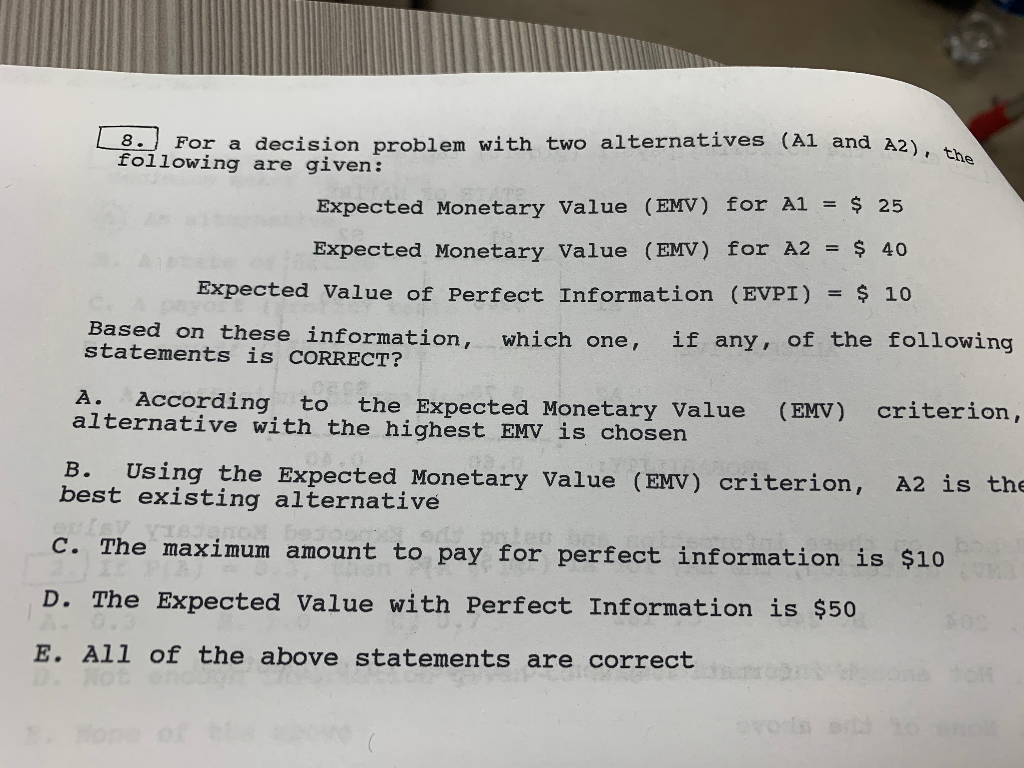 8. For a decision problem with two alternatives (A1 and A2), the
following are given:
Expected Monetary Value (EMV) for A1 = $ 25
Expected Monetary Value (EMV) for A2 = $ 40
Expected Value of Perfect Information (EVPI) = $ 10
Based on these information, which one, if any, of the following
statements is CORRECT?
A. According to the Expected Monetary Value (EMV) criterion,
alternative with the highest EMV is chosen
B. Using the Expected Monetary Value (EMV) criterion, A2 is the
best existing alternative
C. The maximum amount to pay for perfect information is $10
D. The Expected Value with Perfect Information is $50
E. All of the above statements are correct